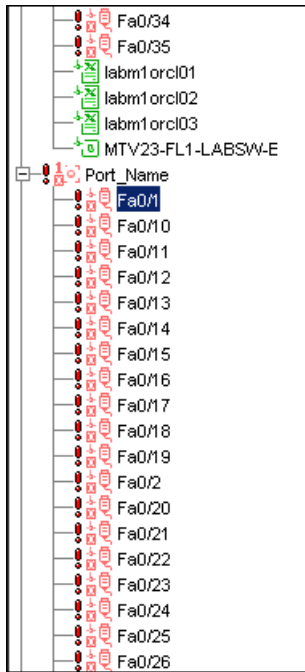 Fa0/34
Fa0/35
labm1orcl01
labm1orcl02
labm1orcl03
MTV23-FL1-LABSW-E
Port_Name
Fa0/1
Fa0/10
Fa0/11
Fa0/12
Fa0/13
Fa0/14
Fa0/15
Fa0/16
Fa0/17
Fa0/18
Fa0/19
Fa0/2
Fa0/20
Fa0/21
Fa0/22
Fa0/23
Fa0/24
Fa0/25
Fa0/26